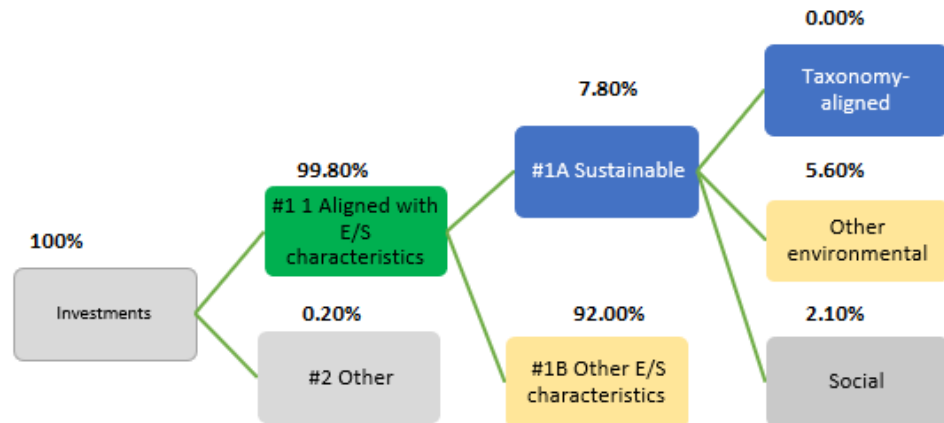 0.00%
Taxonomy-
aligned
7.80%
#1A Sustainable
99.80%
#1 1 Aligned with
E/S
characteristics
5.60%
Other
environmental
100%
Investments
0.20%
#2 Other
92.00%
#1B Other E/S
characteristics
2.10%
Social